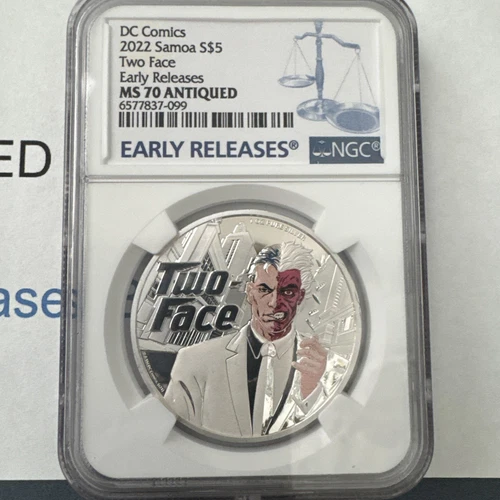 DC Comics
2022 Samoa S$5
Two Face
Early Releases
MS 70 ANTIQUED
6577837-099
EARLY RELEASES®
NGC®
ED
ase
Two
Face